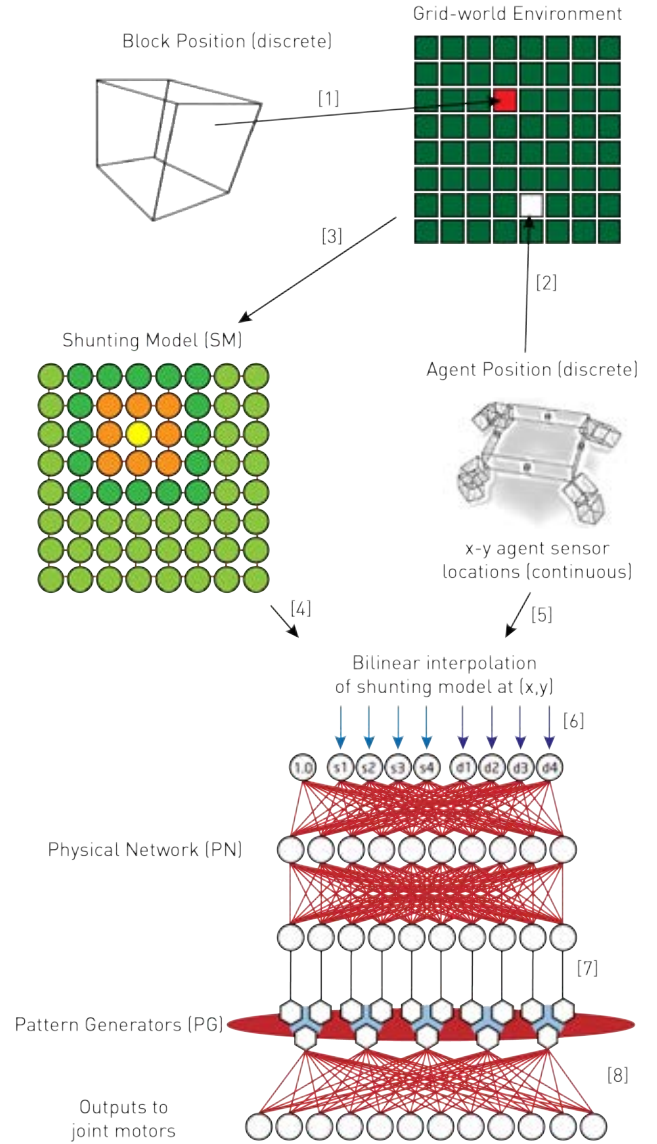 Grid-world Environment
Block Position (discrete)
[1]
[3]
[2]
Shunting Model (SM)
Agent Position (discrete)
x-y agent sensor
locations (continuous)
[4]
[5]
Bilinear interpolation
of shunting model at (x,y)
[6]
1.0 s1 s2 s3 s4 d1 d2 d3 d4
Physical Network (PN)
[7]
Pattern Generators (PG)
[8]
Outputs to
joint motors